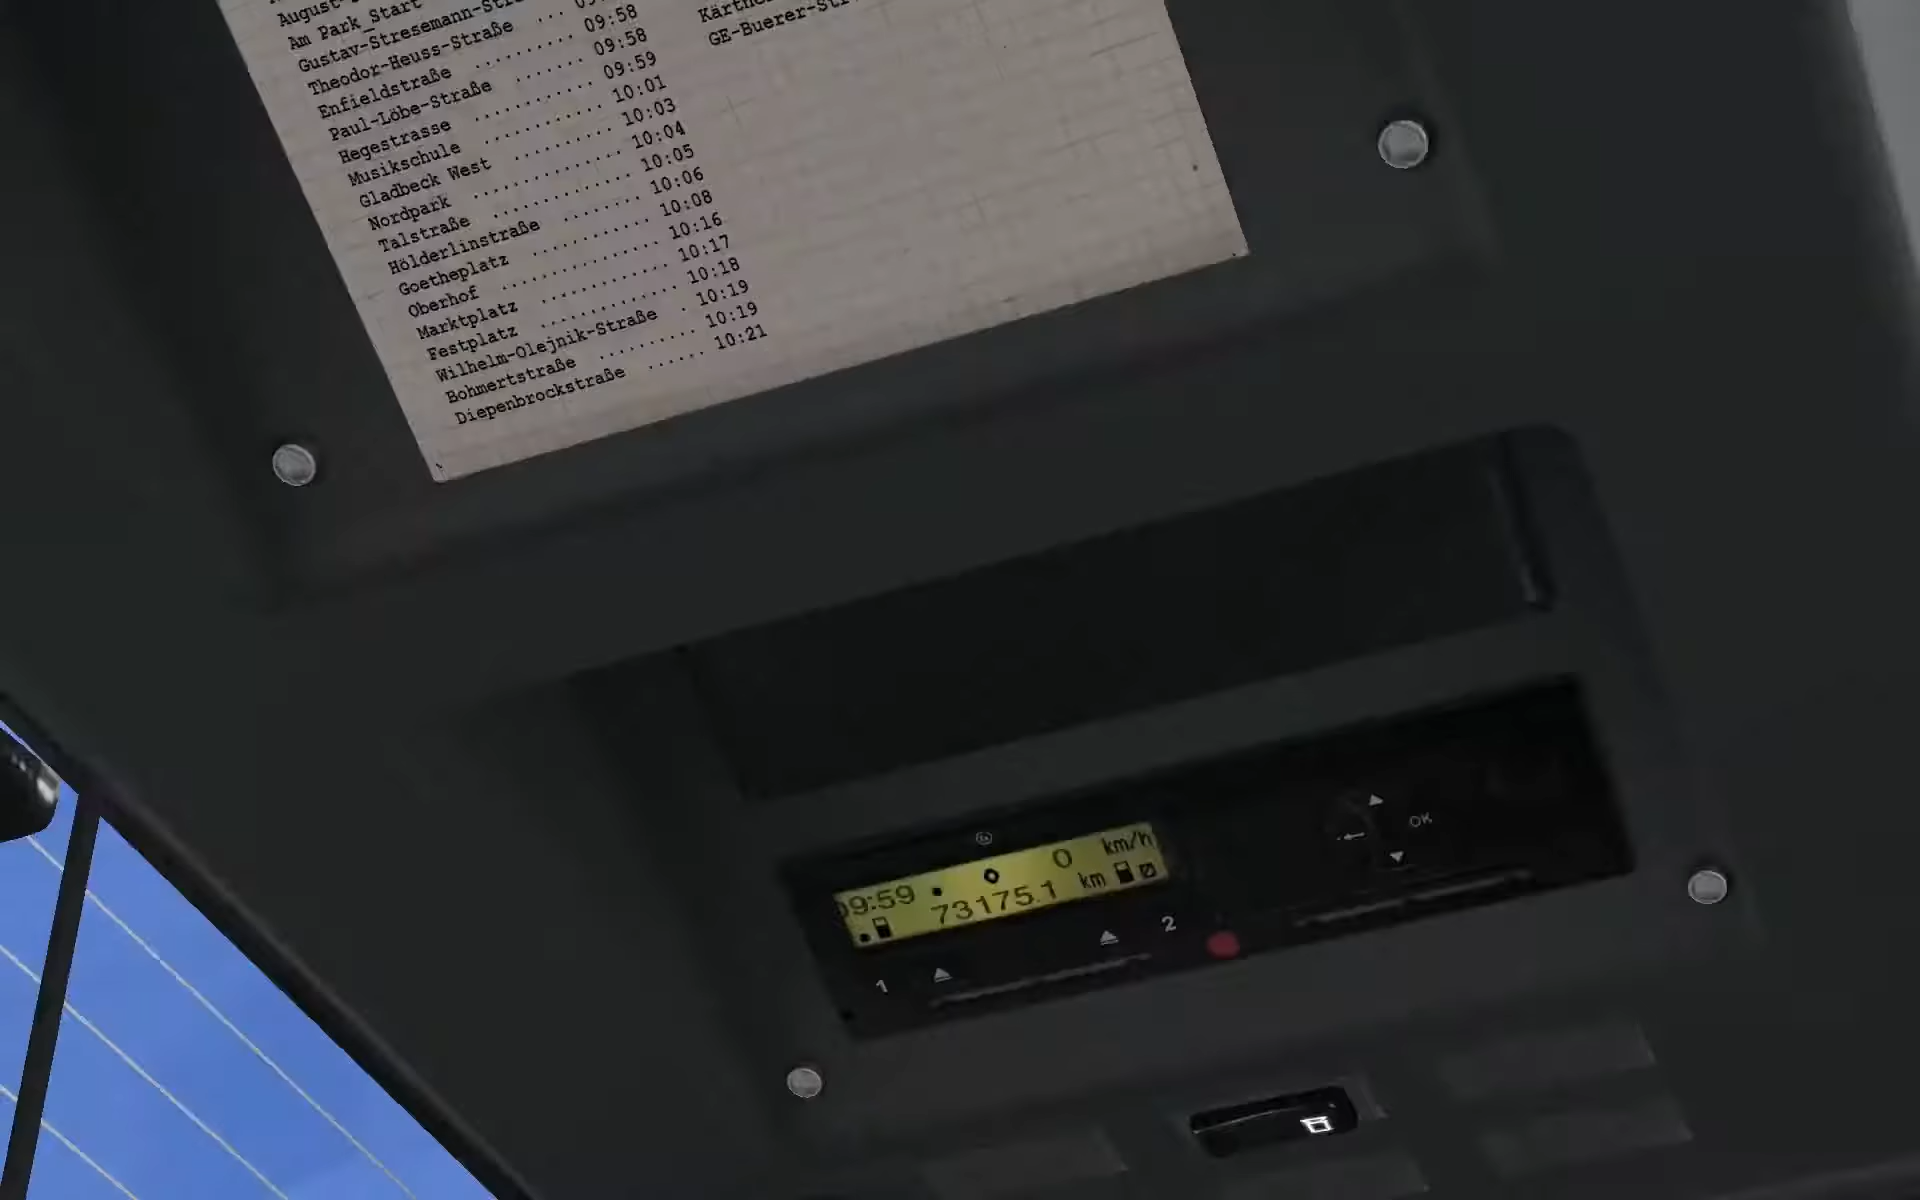 August-
Am Park_Start
Gustav-Stresemann-Str
Theodor-Heuss-Straße ...
Enfieldstraße .......... 09:58
Paul-Löbe-Straße ....... 09:58
Hegestrasse ............ 09:59
Musikschule ............ 10:01
Gladbeck West .......... 10:03
Nordpark ............... 10:04
Talstraße .............. 10:05
Hölderlinstraße ........ 10:06
Goetheplatz ............ 10:08
Oberhof ................ 10:16
Marktplatz ............. 10:17
Festplatz .............. 10:18
Wilhelm-Olejnik-Straße . 10:19
Bohmertstraße .......... 10:19
Diepenbrockstraße ...... 10:21
GE-Buerer-Str
09:59 0 km/h
73175.1 km
1 2
OK